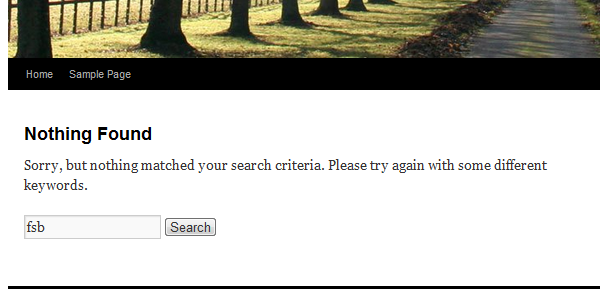 Home Sample Page
Nothing Found
Sorry, but nothing matched your search criteria. Please try again with some different
keywords.
fsb Search